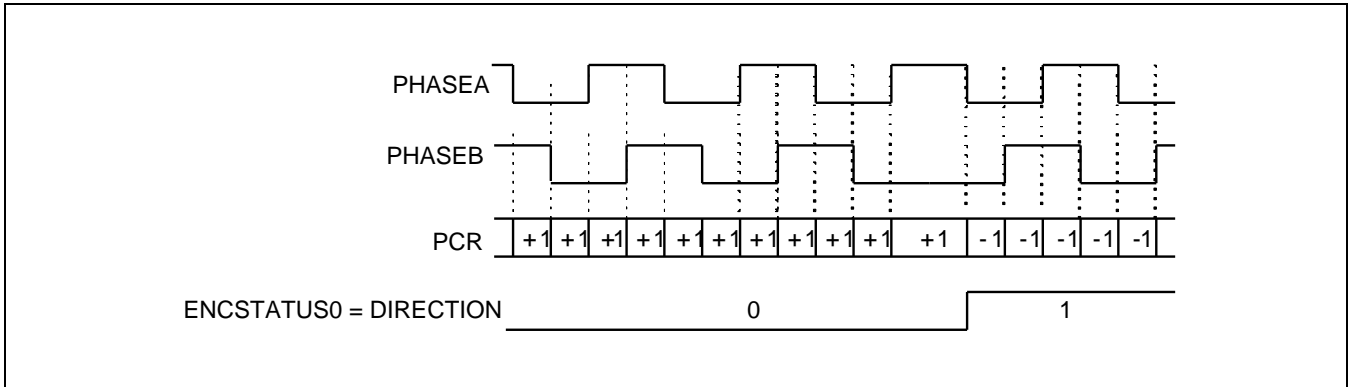 PHASEA
PHASEB
PCR +1 +1 +1 +1 +1 +1 +1 +1 +1 +1 +1 -1 -1 -1 -1 -1
ENCSTATUS0 = DIRECTION 0 1